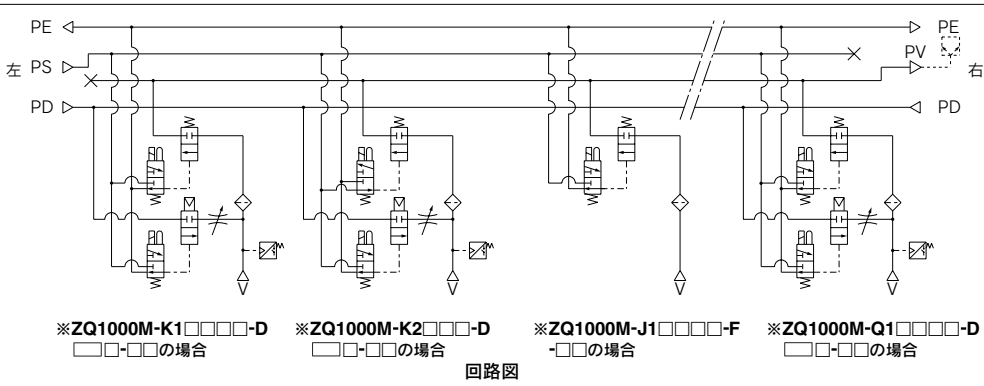 PE PE
PV
左 PS 右
PD PD
V V V V
※ZQ1000M-K1□□□□-D ※ZQ1000M-K2□□□-D ※ZQ1000M-J1□□□□-F ※ZQ1000M-Q1□□□□-D
□□-□□の場合 □□-□□の場合 -□□の場合 □□-□□の場合
回路図